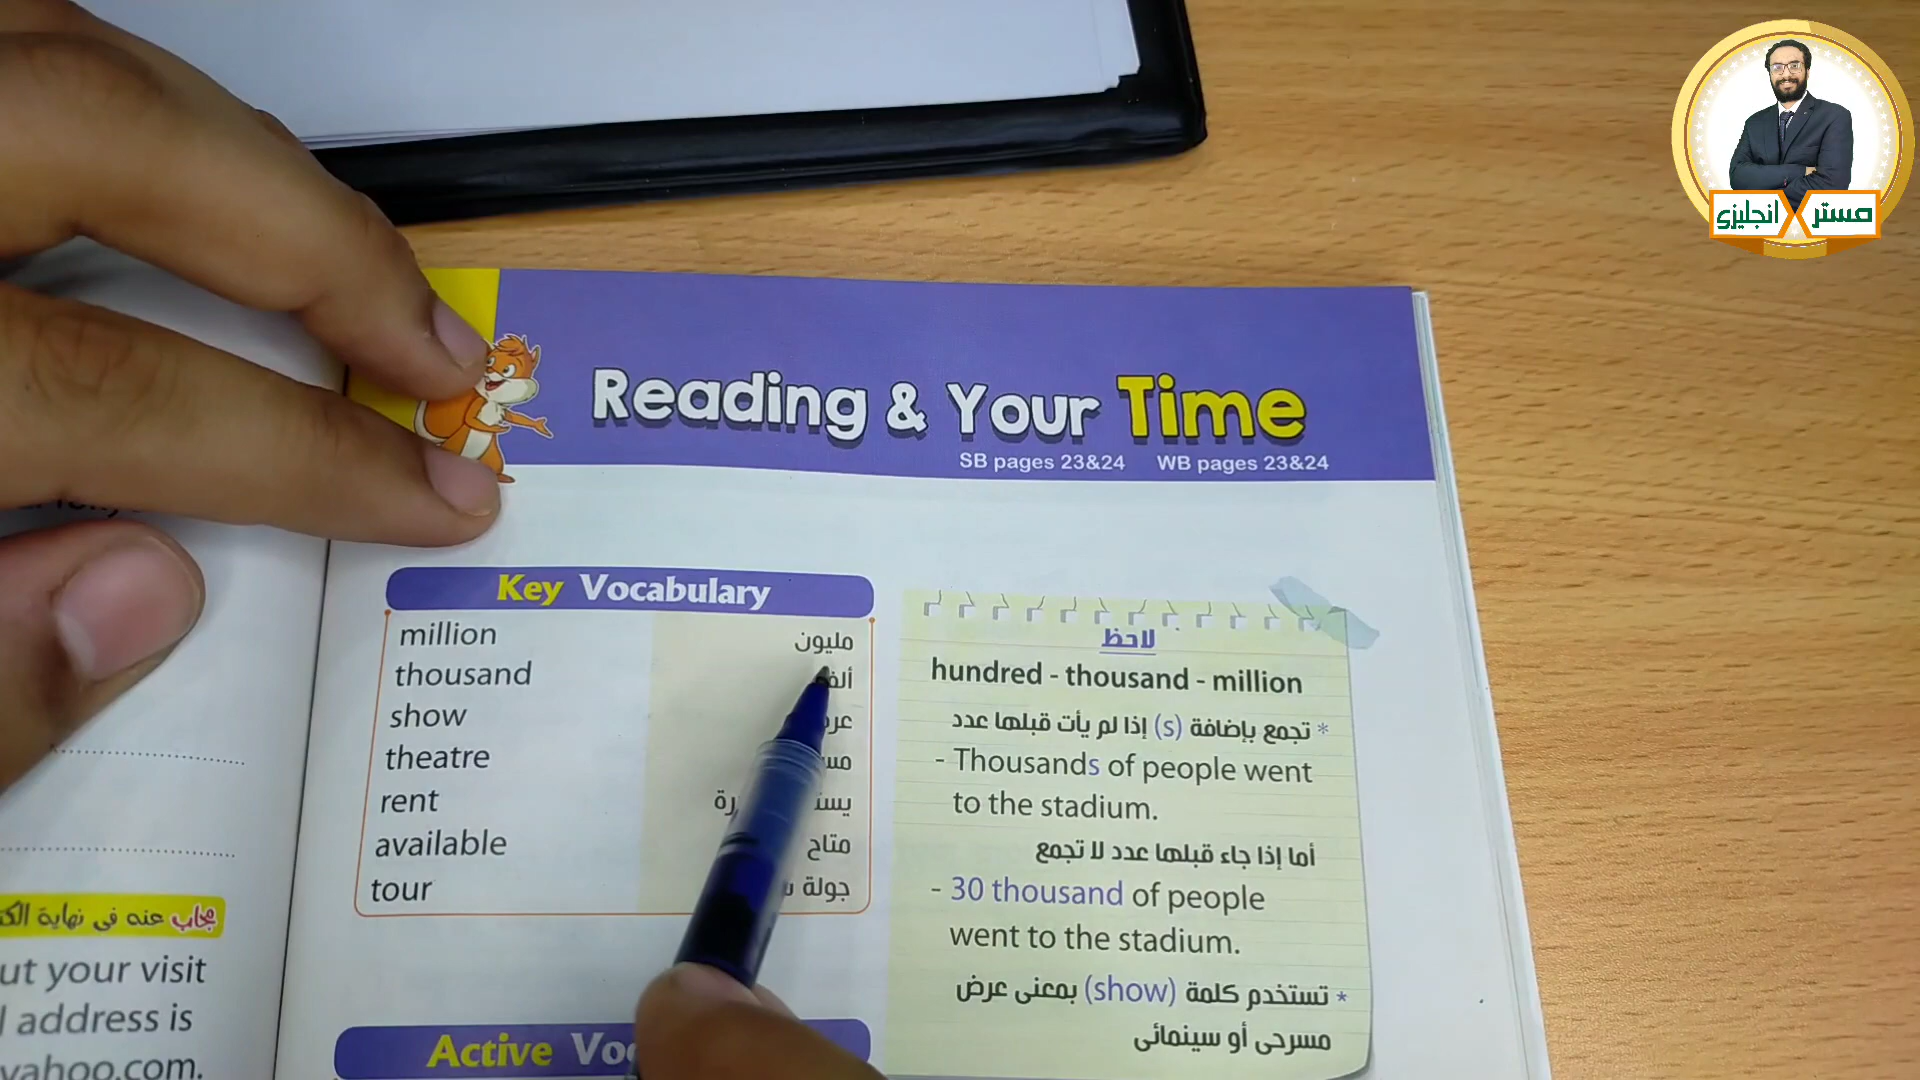 مستر X انجليزى
Reading & Your Time
SB pages 23&24 WB pages 23&24
Key Vocabulary
million مليون
thousand ألف
show
theatre
rent
available متاح
tour جولة
Active
لاحظ
hundred - thousand - million
* تجمع بإضافة (s) إذا لم يأت قبلها عدد
- Thousands of people went
to the stadium.
أما إذا جاء قبلها عدد لا تجمع
- 30 thousand of people
went to the stadium.
* تستخدم كلمة (show) بمعنى عرض
مسرحى أو سينمائى
مجاب عنه فى نهاية
your visit
address is
yahoo.com.